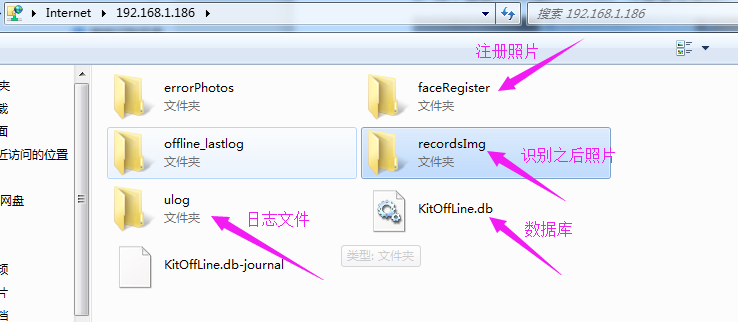 Internet ▸ 192.168.1.186 ▸
搜索 192.168.1.186
注册照片
夹
载
面
近访问的位置
网盘
频
片
档
errorPhotos
文件夹
faceRegister
文件夹
offline_lastlog
文件夹
recordsImg
文件夹
识别之后照片
ulog
文件夹
日志文件
KitOffLine.db
数据库
KitOffLine.db-journal
类型: 文件夹